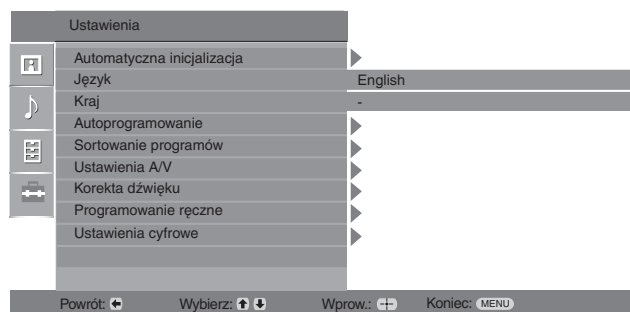 Ustawienia
Automatyczna inicjalizacja
Język English
Kraj -
Autoprogramowanie
Sortowanie programów
Ustawienia A/V
Korekta dźwięku
Programowanie ręczne
Ustawienia cyfrowe
Powrót: Wybierz: Wprow.: Koniec: MENU